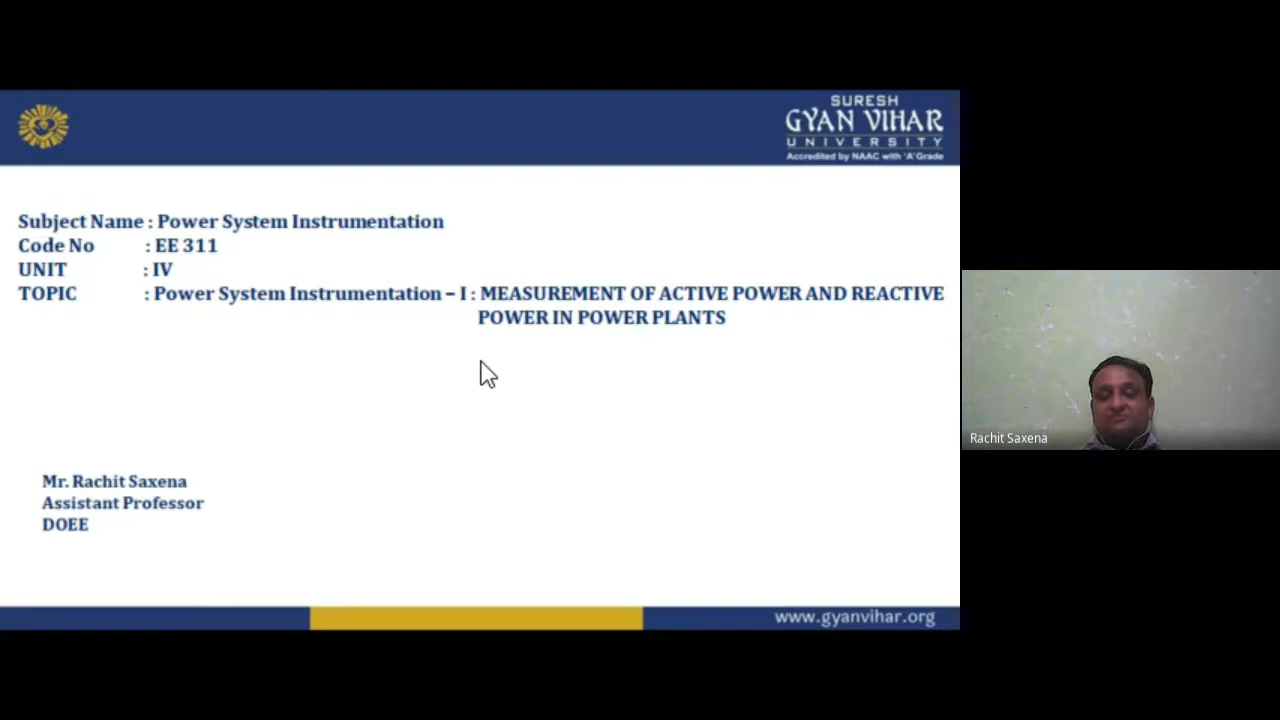 SURESH
GYAN VIHAR
UNIVERSITY
Accredited by NAAC with 'A' Grade
Subject Name : Power System Instrumentation
Code No : EE 311
UNIT : IV
TOPIC : Power System Instrumentation – I : MEASUREMENT OF ACTIVE POWER AND REACTIVE
POWER IN POWER PLANTS
Rachit Saxena
Mr. Rachit Saxena
Assistant Professor
DOEE
www.gyanvihar.org